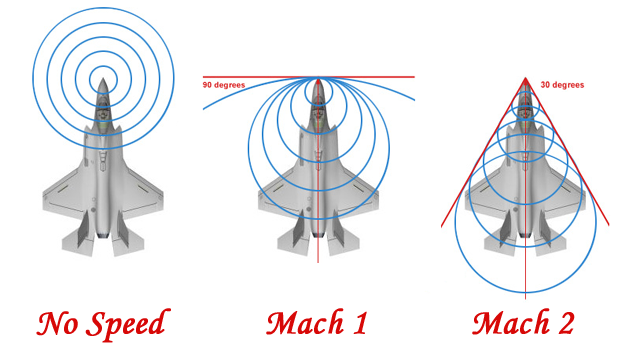 90 degrees
30 degrees
No Speed
Mach 1
Mach 2